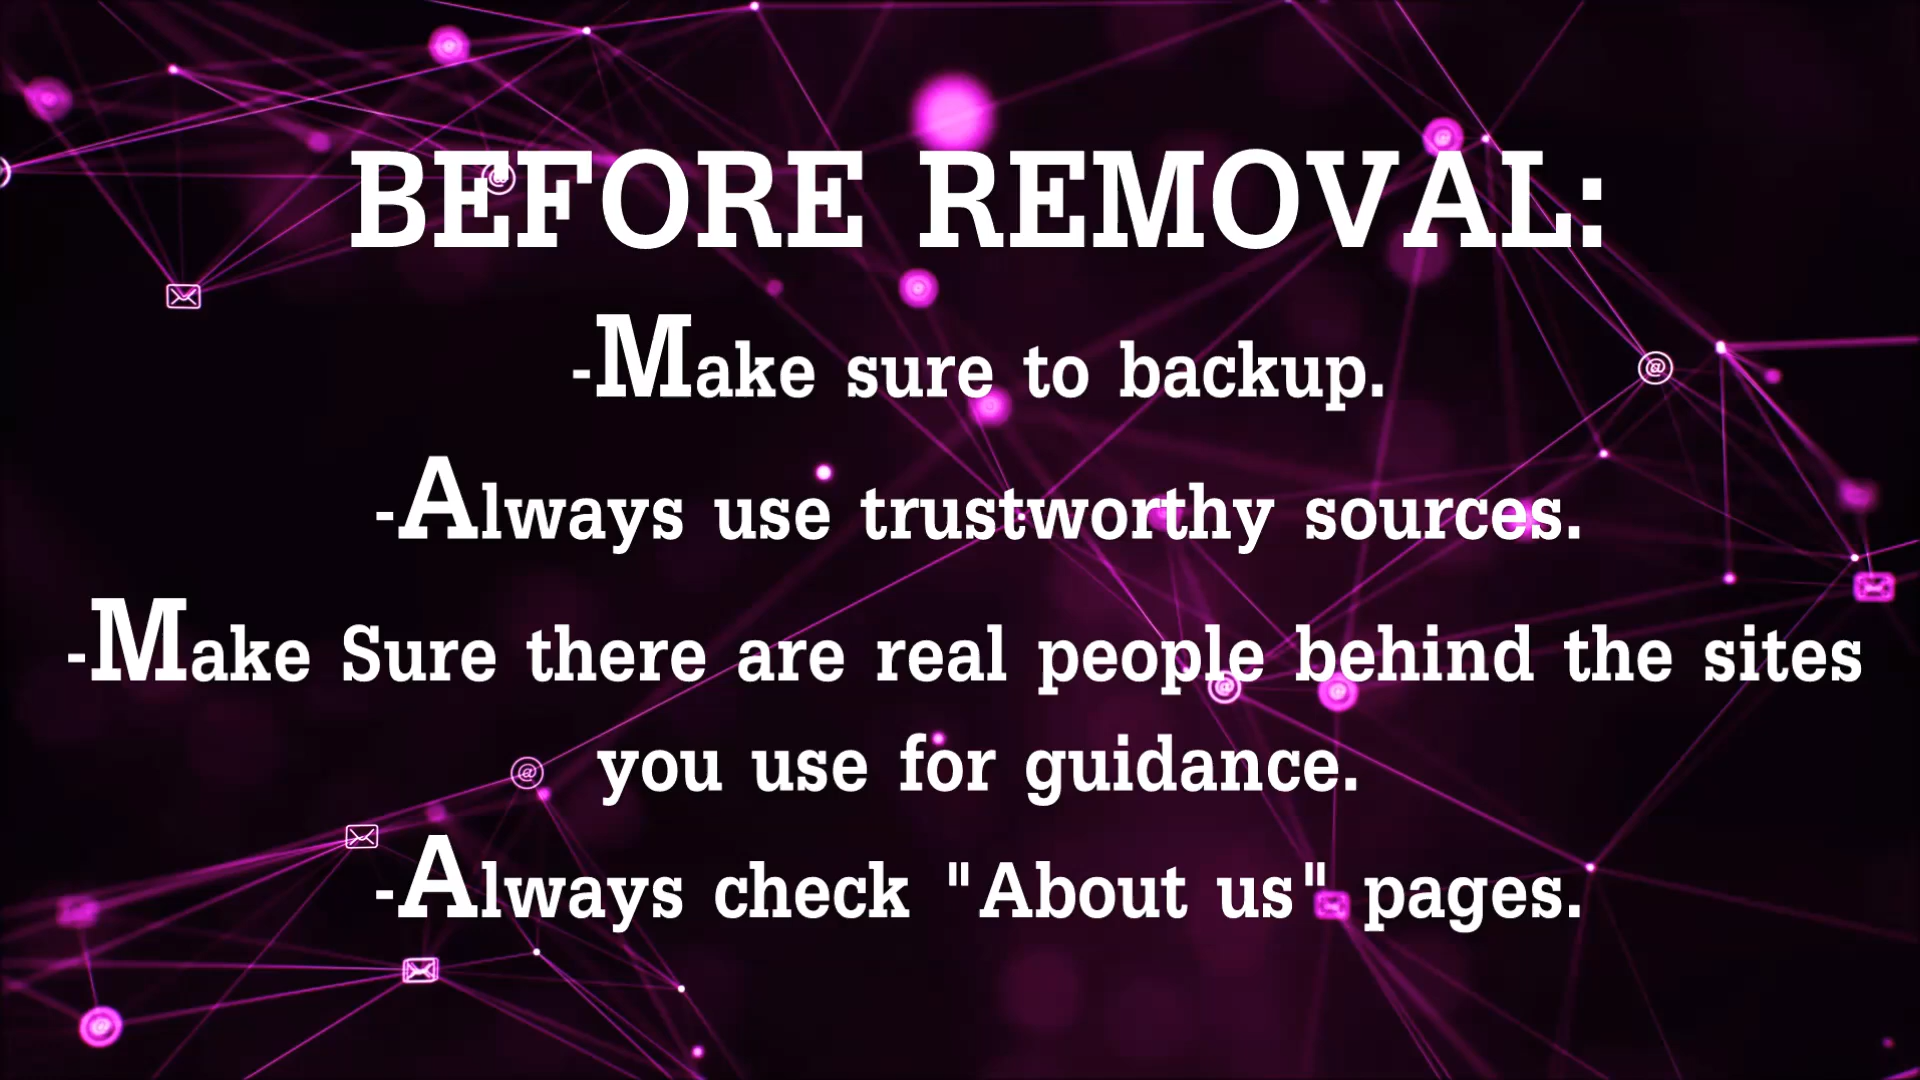 BEFORE REMOVAL:
-Make sure to backup.
-Always use trustworthy sources.
-Make Sure there are real people behind the sites
you use for guidance.
-Always check "About us" pages.